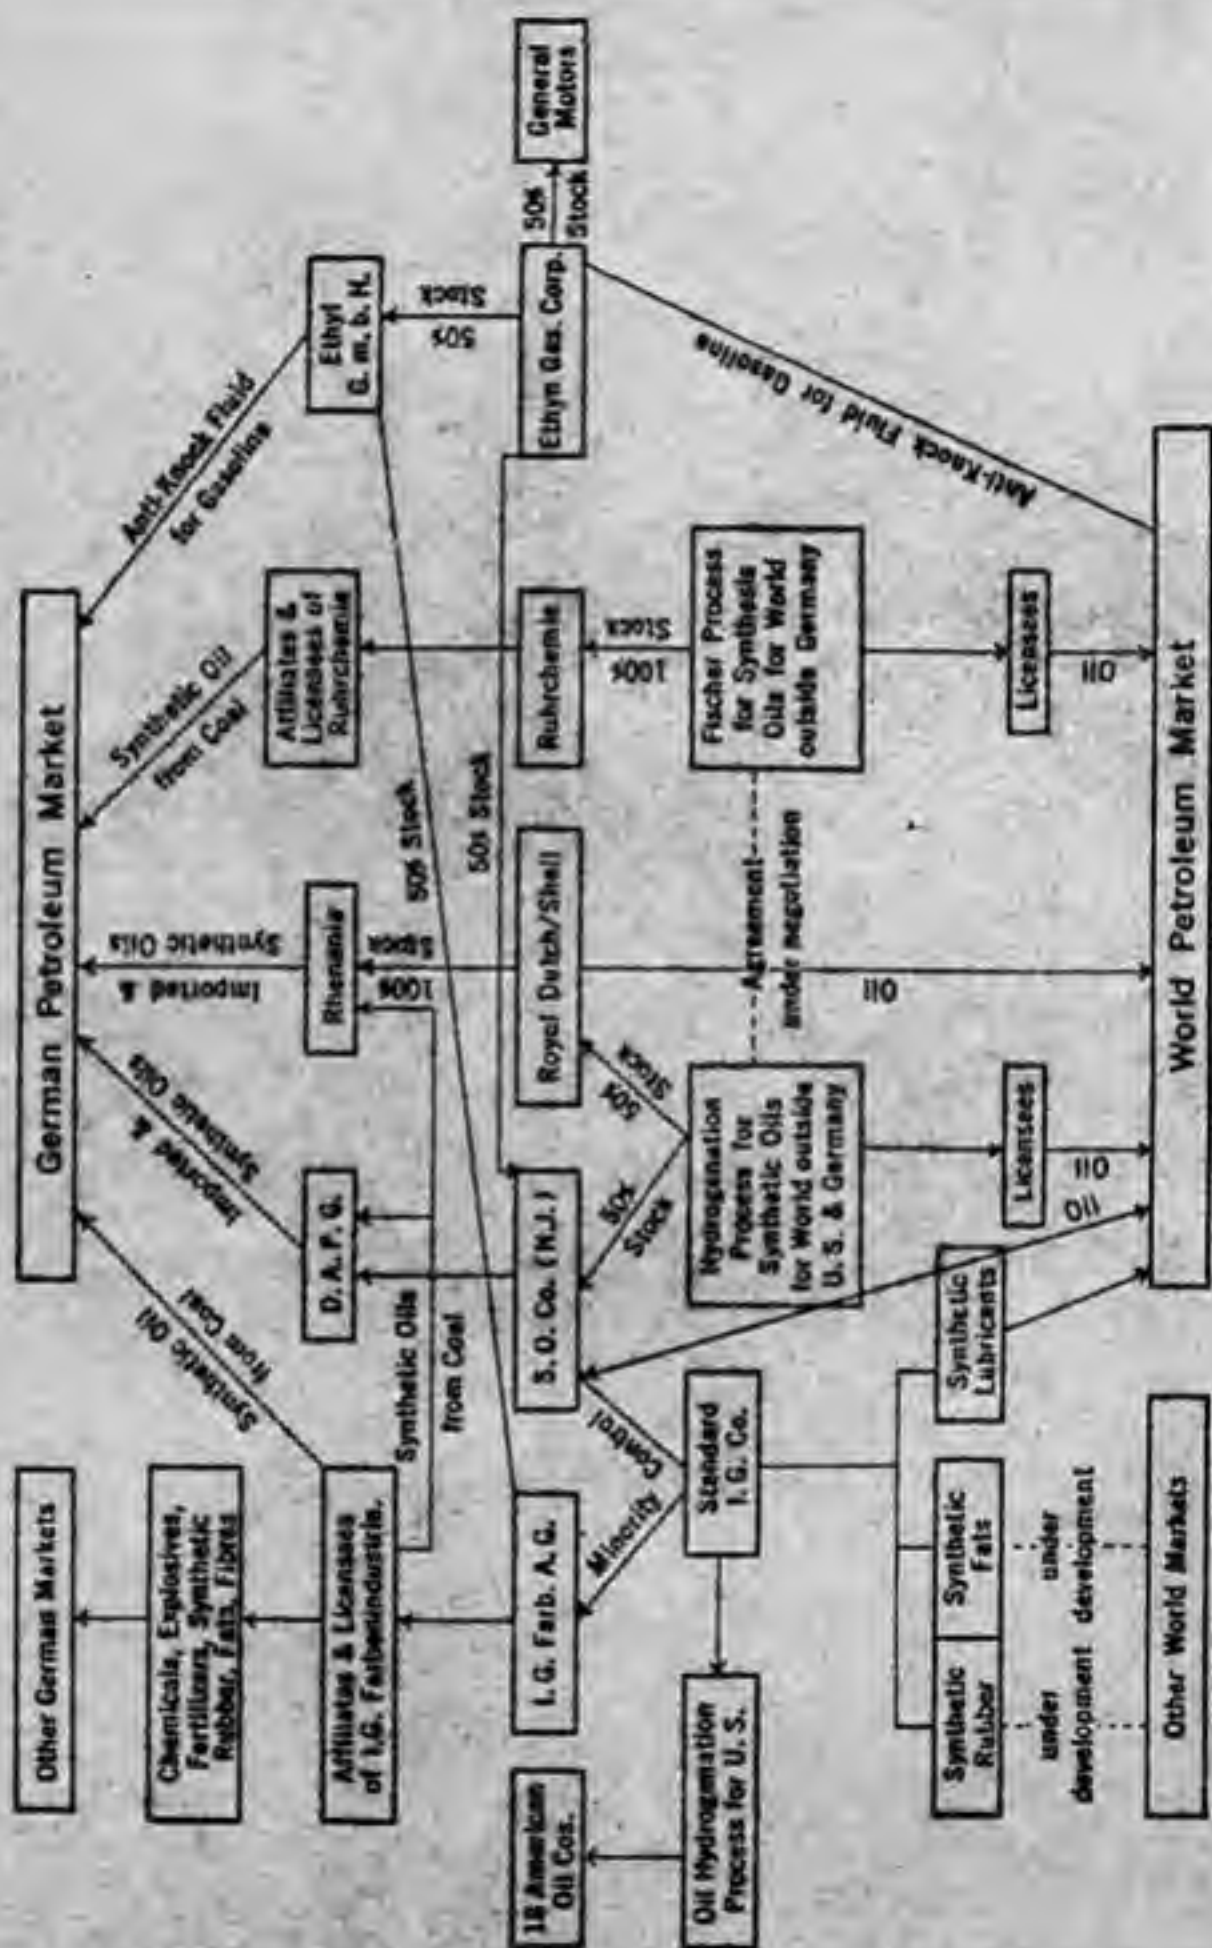 Other German Markets
German Petroleum Market
Chemicals, Explosives,
Fertilizers, Synthetic
Rubber, Fats, Fibres
Synthetic Oil
from Coal
Imported &
Synthetic Oils
Imported &
Synthetic Oils
Synthetic Oil
from Coal
Anti-Knock Fluid
for Gasoline
Affiliates & Licenses
of I.G. Farbenindustrie.
D. A. P. G.
Rhenania
Affiliates &
Licenses of
Ruhrchemie
Ethyl
G. m. b. H.
Synthetic Oils
from Coal
100%
Stock
50% Stock
50% Stock
50%
Stock
18 American
Oil Cos.
I.G. Farb. A.G.
S.O. Co. (N.J.)
Royal Dutch/Shell
Ruhrchemie
Ethyn Gas. Corp.
50%
Stock
General
Motors
Minority
Control
50%
Stock
50%
Stock
100%
Stock
Oil Hydrogenation
Process for U.S.
Standard
I.G. Co.
Hydrogenation
Process for
Synthetic Oils
for World outside
U.S. & Germany
Agreement
under negotiation
Fischer Process
for Synthesis
Oils for World
outside Germany
Anti-Knock Fluid for Gasoline
Oil
Synthetic
Rubber
Synthetic
Fats
Synthetic
Lubricants
Licensees
Licenses
under
development
under
development
Oil
Oil
Oil
Other World Markets
World Petroleum Market